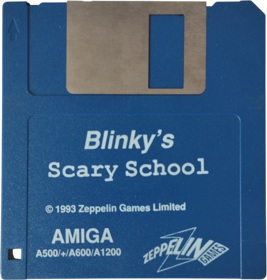 Blinky's
Scary School
© 1993 Zeppelin Games Limited
AMIGA
A500/+/A600/A1200
ZEPPELIN
GAMES